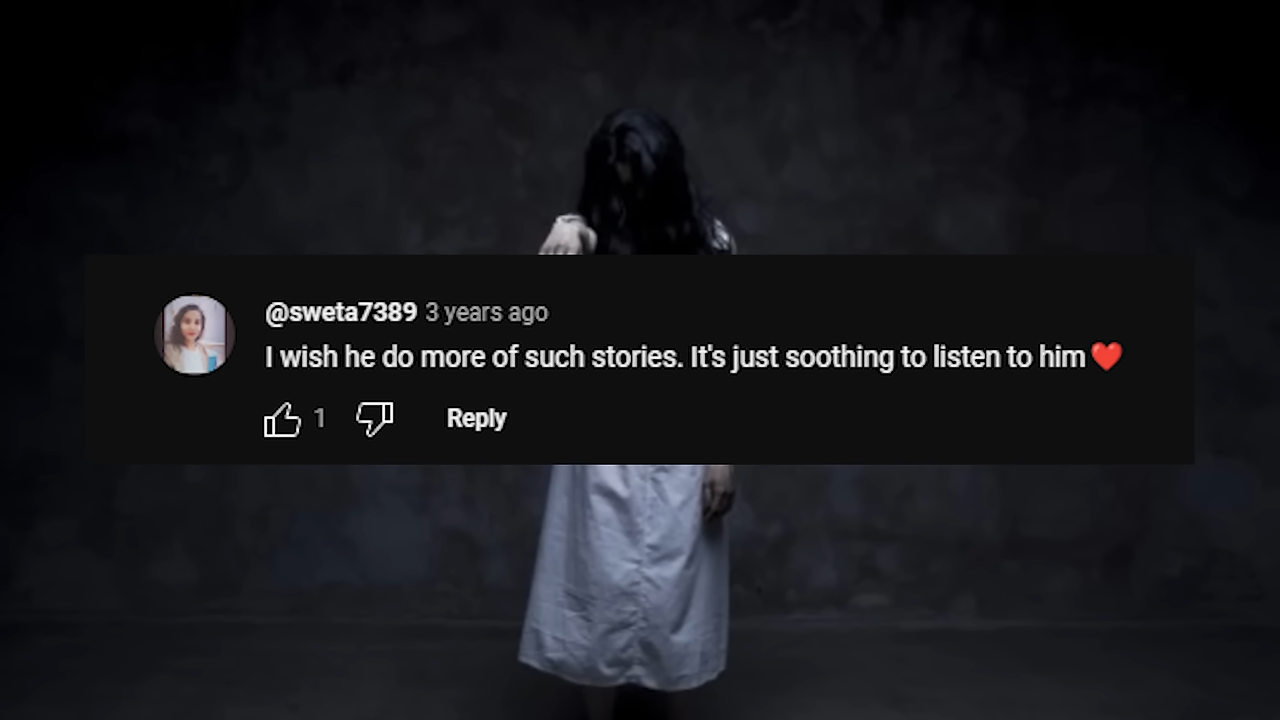 @sweta7389 3 years ago
I wish he do more of such stories. It's just soothing to listen to him❤️
1 Reply